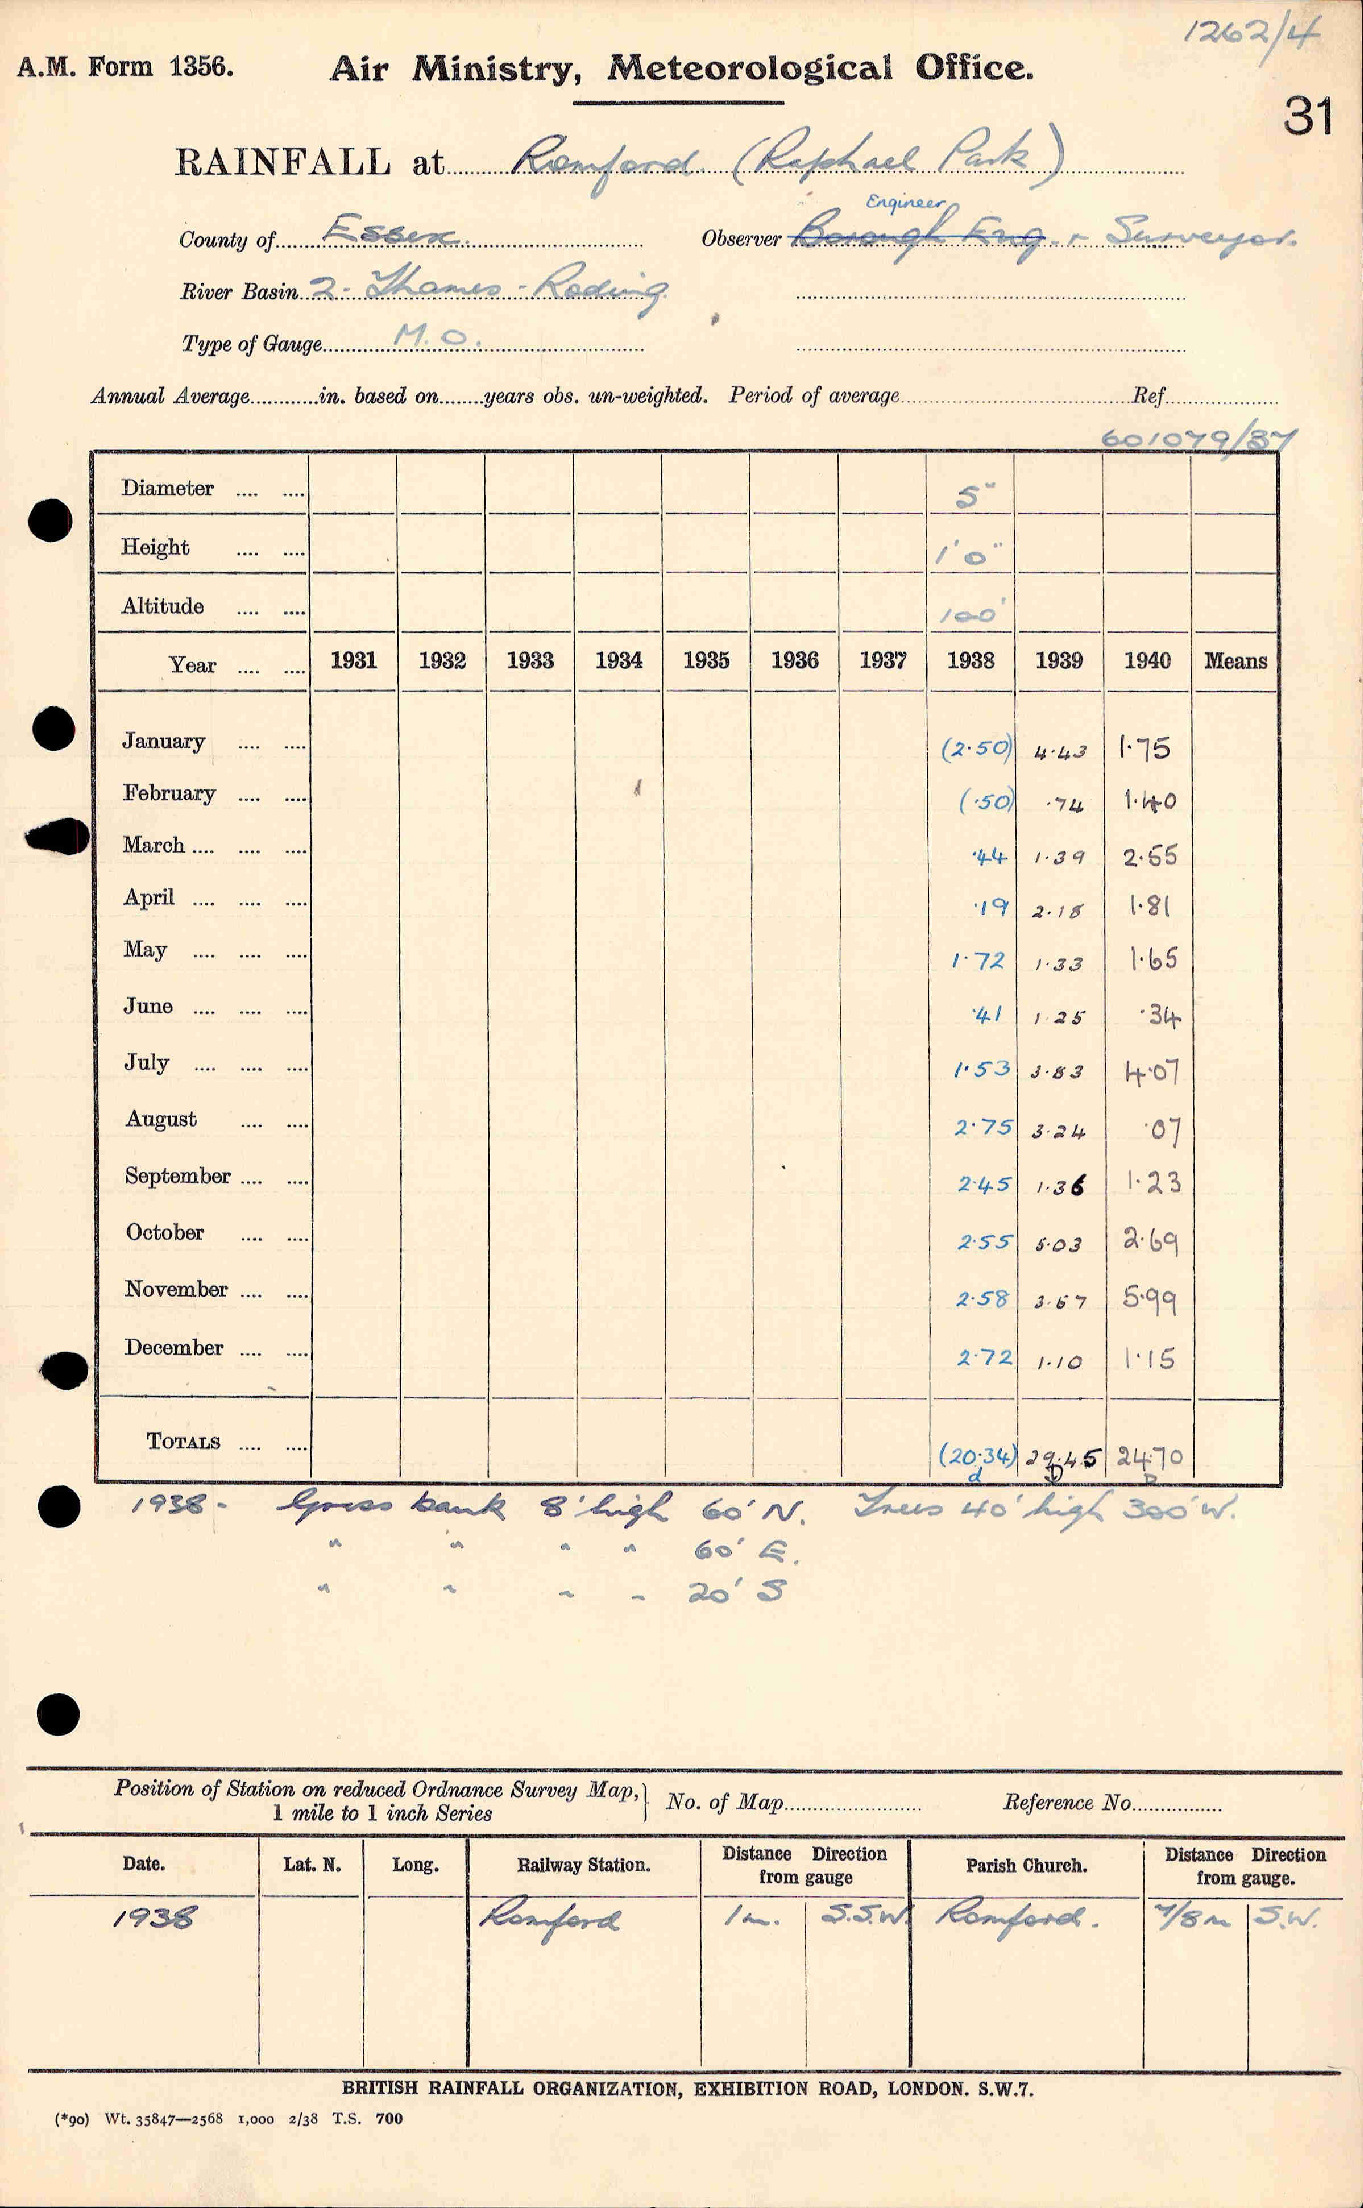 1262/4
A.M. Form 1356. Air Ministry, Meteorological Office.
31
RAINFALL at Romford (Raphael Park)
Engineer
County of Essex Observer Borough Eng. + Surveyor.
River Basin 2 - Thames - Roding
Type of Gauge M.O.
Annual Average in. based on years obs. un-weighted. Period of average Ref
601079/37
Diameter 5"
Height 1'0"
Altitude 100'
Year 1931 1932 1933 1934 1935 1936 1937 1938 1939 1940 Means
January (2.50) 4.43 1.75
February (.50) .74 1.40
March .44 1.39 2.55
April .19 2.18 1.81
May 1.72 1.33 1.65
June .41 1.25 .34
July 1.53 3.83 4.07
August 2.75 3.24 .07
September 2.45 1.36 1.23
October 2.55 5.03 2.69
November 2.58 3.57 5.99
December 2.72 1.10 1.15
TOTALS (20.34) 29.45 24.70
d D D
1938 - Grass bank 8' high 60' N. Trees 40' high 300' W.
" " " " 60' E.
" " " " 20' S
Position of Station on reduced Ordnance Survey Map,} No. of Map Reference No
1 mile to 1 inch Series
Date. Lat. N. Long. Railway Station. Distance Direction from gauge Parish Church. Distance Direction from gauge.
1938 Romford 1 m. S.S.W. Romford. 7/8 m S.W.
BRITISH RAINFALL ORGANIZATION, EXHIBITION ROAD, LONDON. S.W.7.
(*90) Wt. 35847—2568 1,000 2/38 T.S. 700